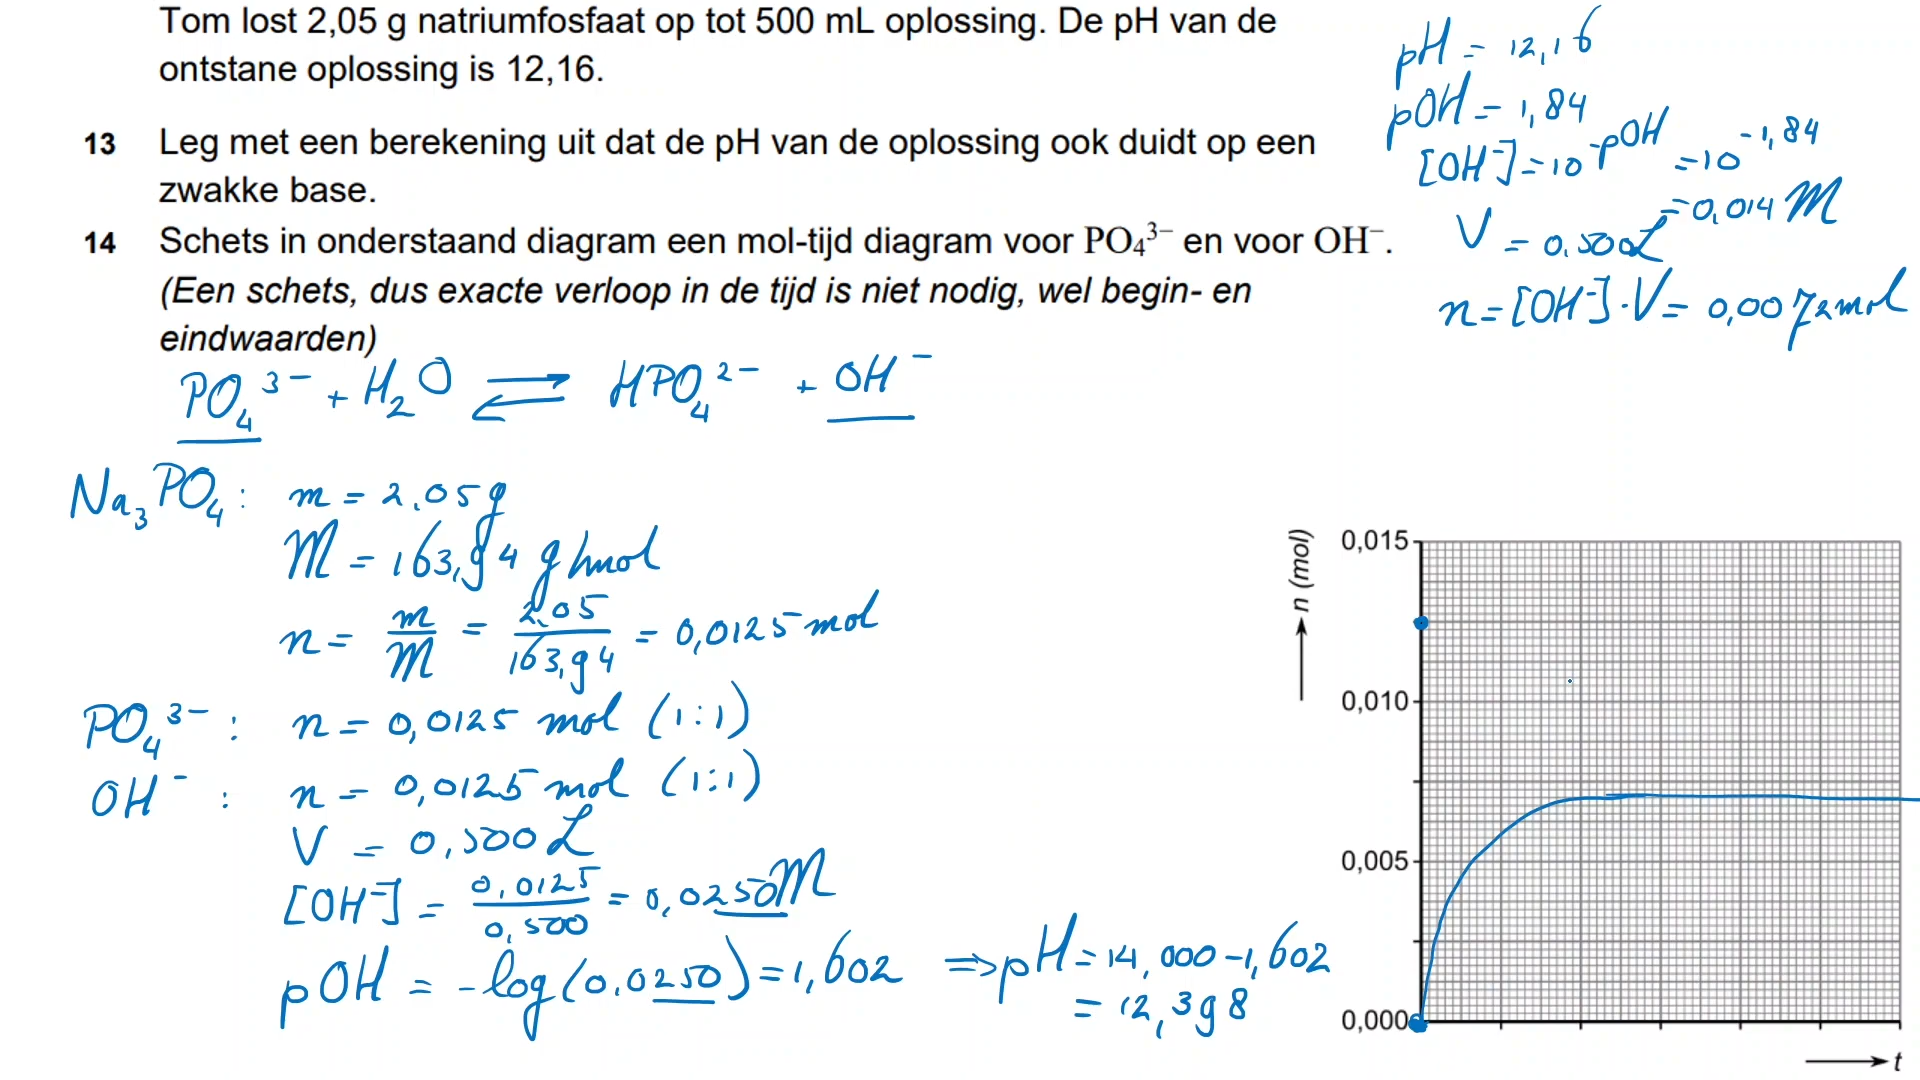 Tom lost 2,05 g natriumfosfaat op tot 500 mL oplossing. De pH van de
ontstane oplossing is 12,16.
13 Leg met een berekening uit dat de pH van de oplossing ook duidt op een
zwakke base.
14 Schets in onderstaand diagram een mol-tijd diagram voor PO₄³⁻ en voor OH⁻.
(Een schets, dus exacte verloop in de tijd is niet nodig, wel begin- en
eindwaarden)
pH = 12,16
pOH = 1,84
[OH⁻] = 10^-pOH = 10^-1,84
= 0,014 M
V = 0,500 L
n = [OH⁻] · V = 0,0072 mol
PO₄³⁻ + H₂O ⇌ HPO₄²⁻ + OH⁻
Na₃PO₄ : m = 2,05 g
M = 163,94 g/mol
n = m/M = 2,05/163,94 = 0,0125 mol
PO₄³⁻ : n = 0,0125 mol (1:1)
OH⁻ : n = 0,0125 mol (1:1)
V = 0,500 L
[OH⁻] = 0,0125/0,500 = 0,0250 M
pOH = -log(0,0250) = 1,602 ⇒ pH = 14,000 - 1,602
= 12,398
n (mol)
0,015
0,010
0,005
0,000
t